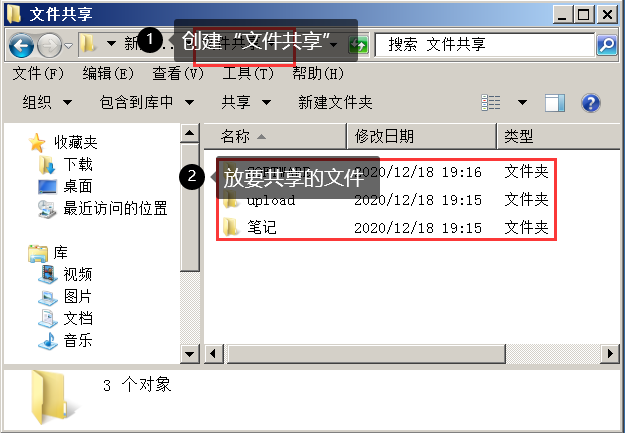 文件共享
新
1 创建 “文件共享”
搜索 文件共享
文件(F) 编辑(E) 查看(V) 工具(T) 帮助(H)
组织 包含到库中 共享 新建文件夹
收藏夹
下载
桌面
最近访问的位置
库
视频
图片
文档
音乐
名称 修改日期 类型
2020/12/18 19:16 文件夹
2 放要共享的文件
upload 2020/12/18 19:15 文件夹
笔记 2020/12/18 19:15 文件夹
3 个对象